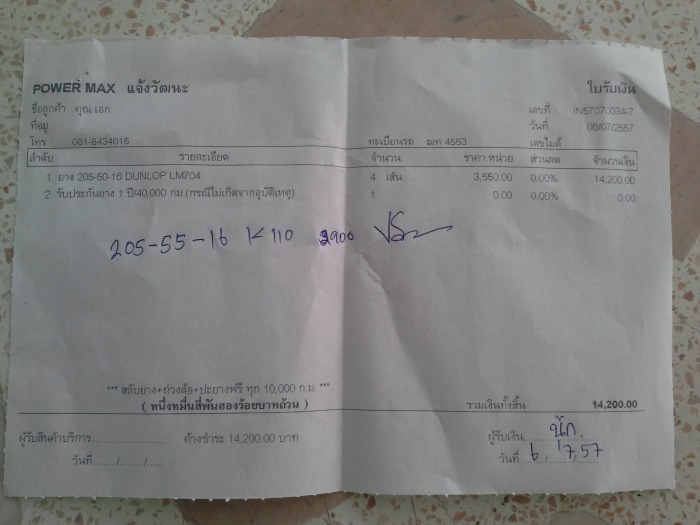 POWER MAX แจ้งวัฒนะ ใบรับเงิน
ชื่อลูกค้า คุณ เอก เลขที่ IN57070034-7
ที่อยู่ วันที่ 06/07/2557
โทร 081-8434615 ทะเบียนรถ ฌท 4553 เลขไมล์
ลำดับ รายละเอียด จำนวน ราคา:หน่วย ส่วนลด จำนวนเงิน
1 ยาง 205-50-16 DUNLOP LM704 4 เส้น 3,550.00 0.00% 14,200.00
2 รับประกันยาง 1 ปี/40,000 กม.(กรณีไม่เกิดจากอุบัติเหตุ) 1 0.00 0.00% 0.00
205-55-16 K110 2900
*** สลับยาง+ถ่วงล้อ+ปะยางฟรี ทุก 10,000 ก.ม. ***
( หนึ่งหมื่นสี่พันสองร้อยบาทถ้วน ) รวมเงินทั้งสิ้น 14,200.00
ผู้รับสินค้าบริการ ค้างชำระ 14,200.00 บาท ผู้รับเงิน นัก
วันที่ / / วันที่ 6, 7, 57